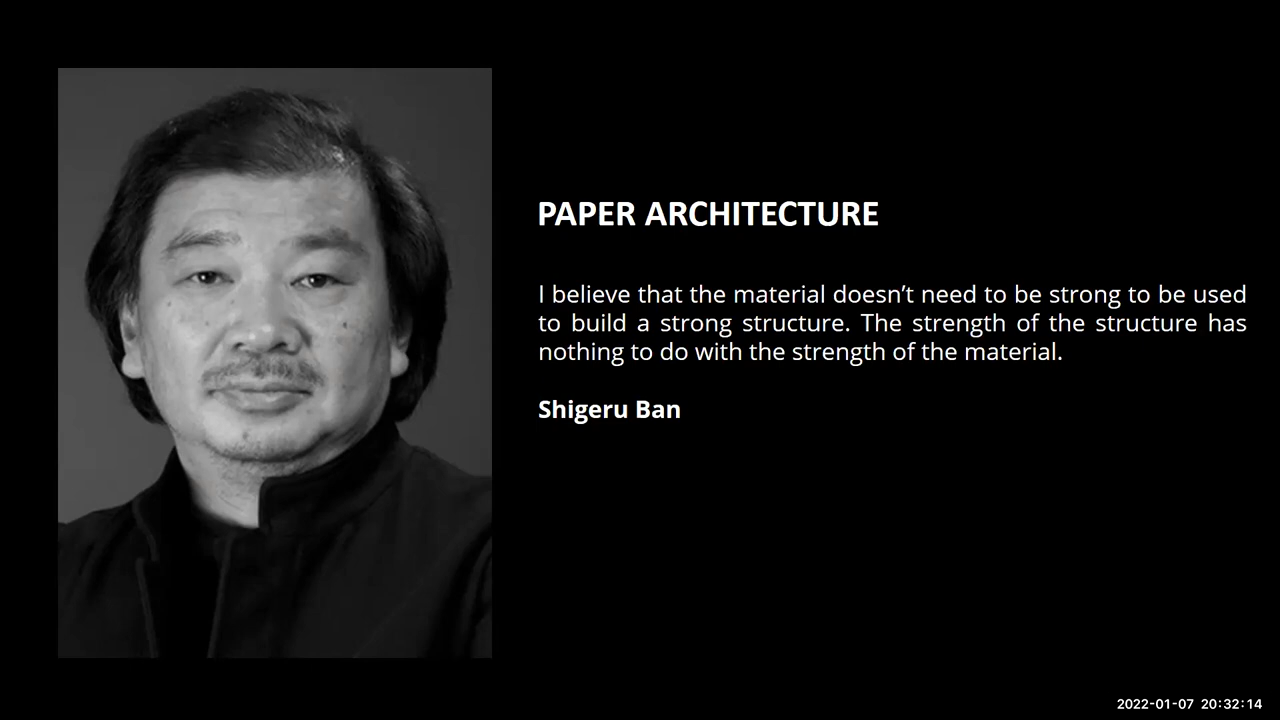 PAPER ARCHITECTURE
I believe that the material doesn’t need to be strong to be used
to build a strong structure. The strength of the structure has
nothing to do with the strength of the material.
Shigeru Ban
2022-01-07 20:32:14